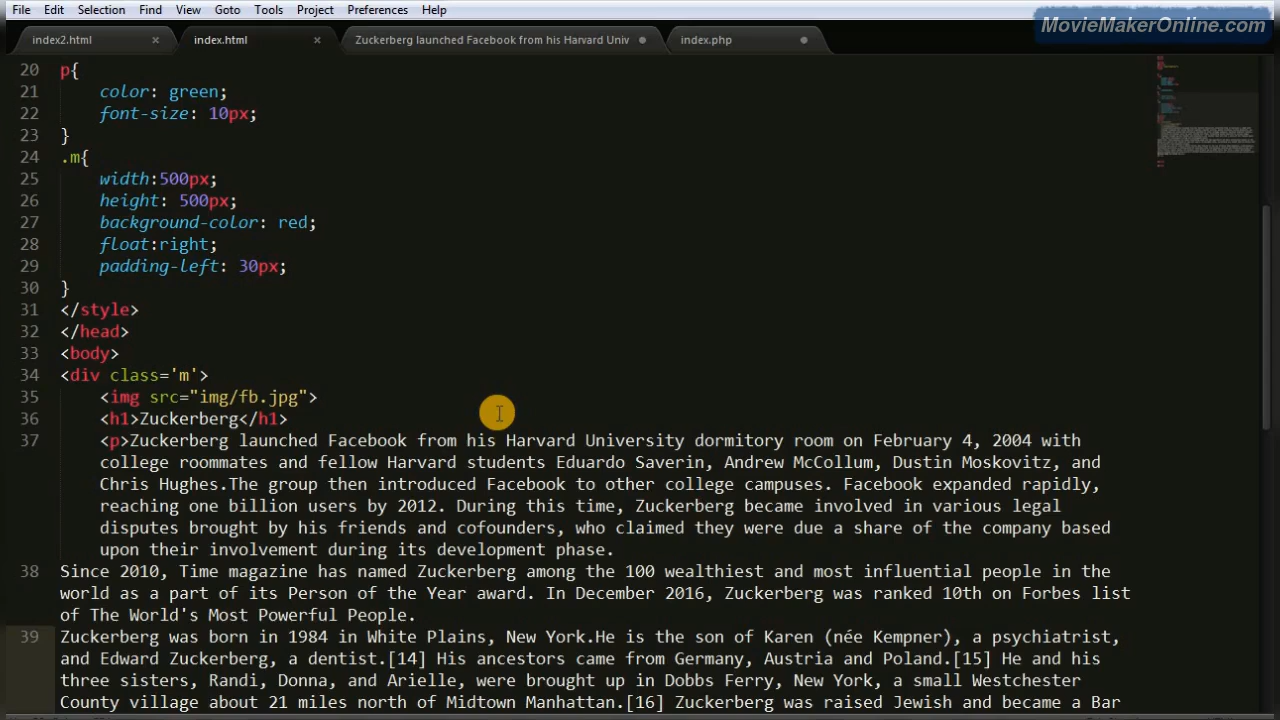 File Edit Selection Find View Goto Tools Project Preferences Help
MovieMakerOnline.com
index2.html × index.html × Zuckerberg launched Facebook from his Harvard Univ index.php
20 p{
21 color: green;
22 font-size: 10px;
23 }
24 .m{
25 width:500px;
26 height: 500px;
27 background-color: red;
28 float:right;
29 padding-left: 30px;
30 }
31 </style>
32 </head>
33 <body>
34 <div class='m'>
35 <img src="img/fb.jpg">
36 <h1>Zuckerberg</h1>
37 <p>Zuckerberg launched Facebook from his Harvard University dormitory room on February 4, 2004 with
college roommates and fellow Harvard students Eduardo Saverin, Andrew McCollum, Dustin Moskovitz, and
Chris Hughes.The group then introduced Facebook to other college campuses. Facebook expanded rapidly,
reaching one billion users by 2012. During this time, Zuckerberg became involved in various legal
disputes brought by his friends and cofounders, who claimed they were due a share of the company based
upon their involvement during its development phase.
38 Since 2010, Time magazine has named Zuckerberg among the 100 wealthiest and most influential people in the
world as a part of its Person of the Year award. In December 2016, Zuckerberg was ranked 10th on Forbes list
of The World's Most Powerful People.
39 Zuckerberg was born in 1984 in White Plains, New York.He is the son of Karen (née Kempner), a psychiatrist,
and Edward Zuckerberg, a dentist.[14] His ancestors came from Germany, Austria and Poland.[15] He and his
three sisters, Randi, Donna, and Arielle, were brought up in Dobbs Ferry, New York, a small Westchester
County village about 21 miles north of Midtown Manhattan.[16] Zuckerberg was raised Jewish and became a Bar